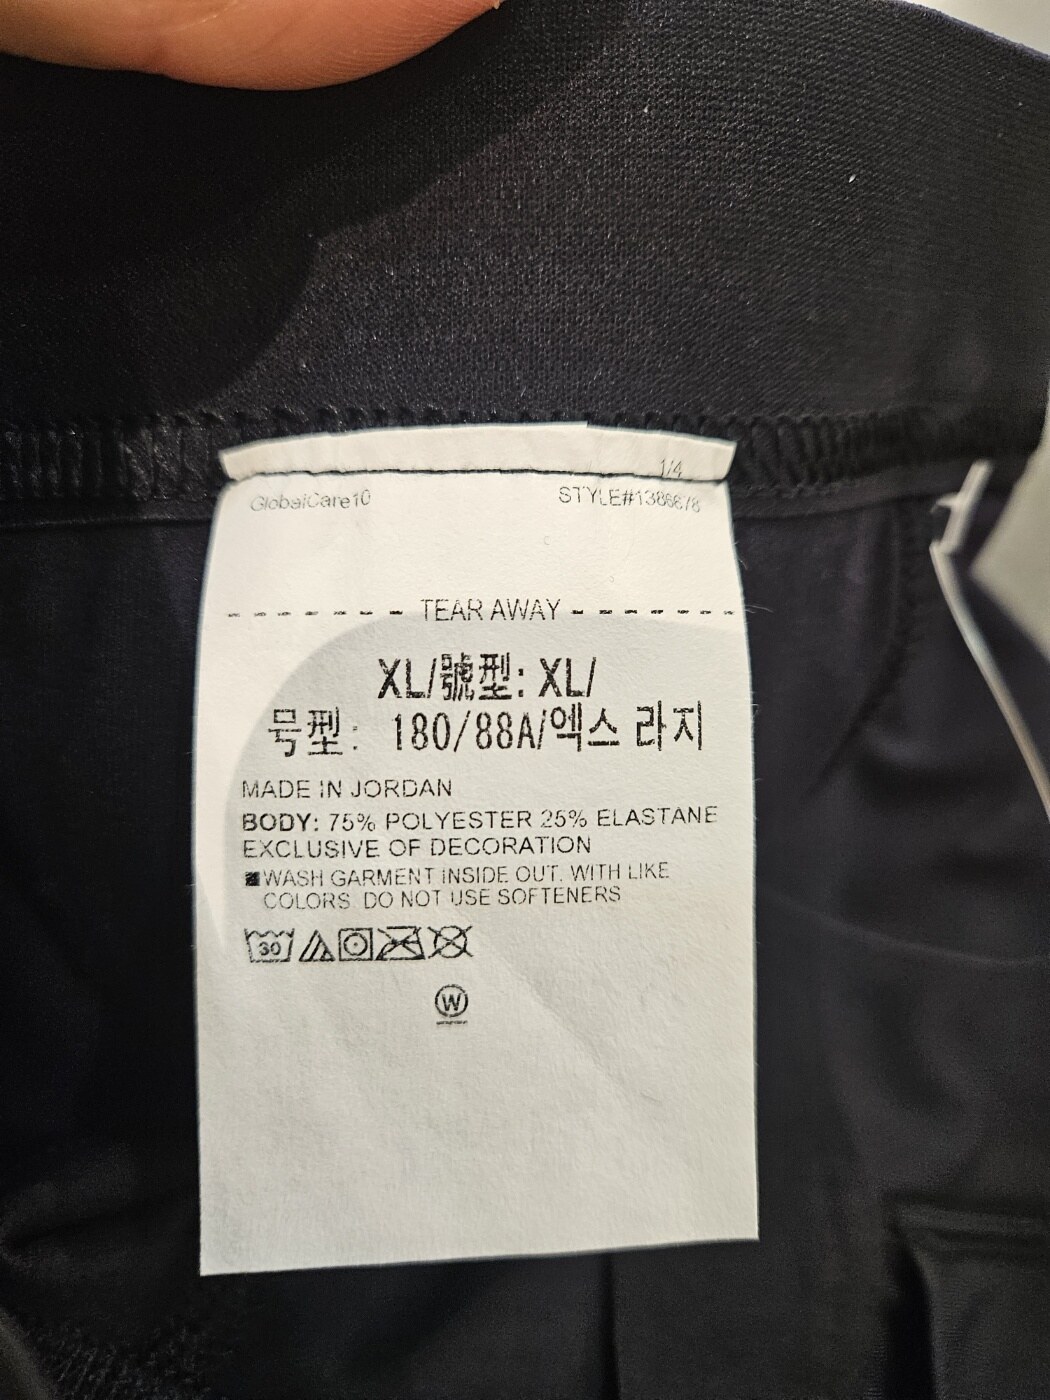 1/4
GlobalCare10
TEAR AWAY
XL/號型: XL/
号型: 180/88A/엑스 라지
MADE IN JORDAN
BODY: 75% POLYESTER 25% ELASTANE
EXCLUSIVE OF DECORATION
WASH GARMENT INSIDE OUT. WITH LIKE
COLORS. DO NOT USE SOFTENERS
30
W